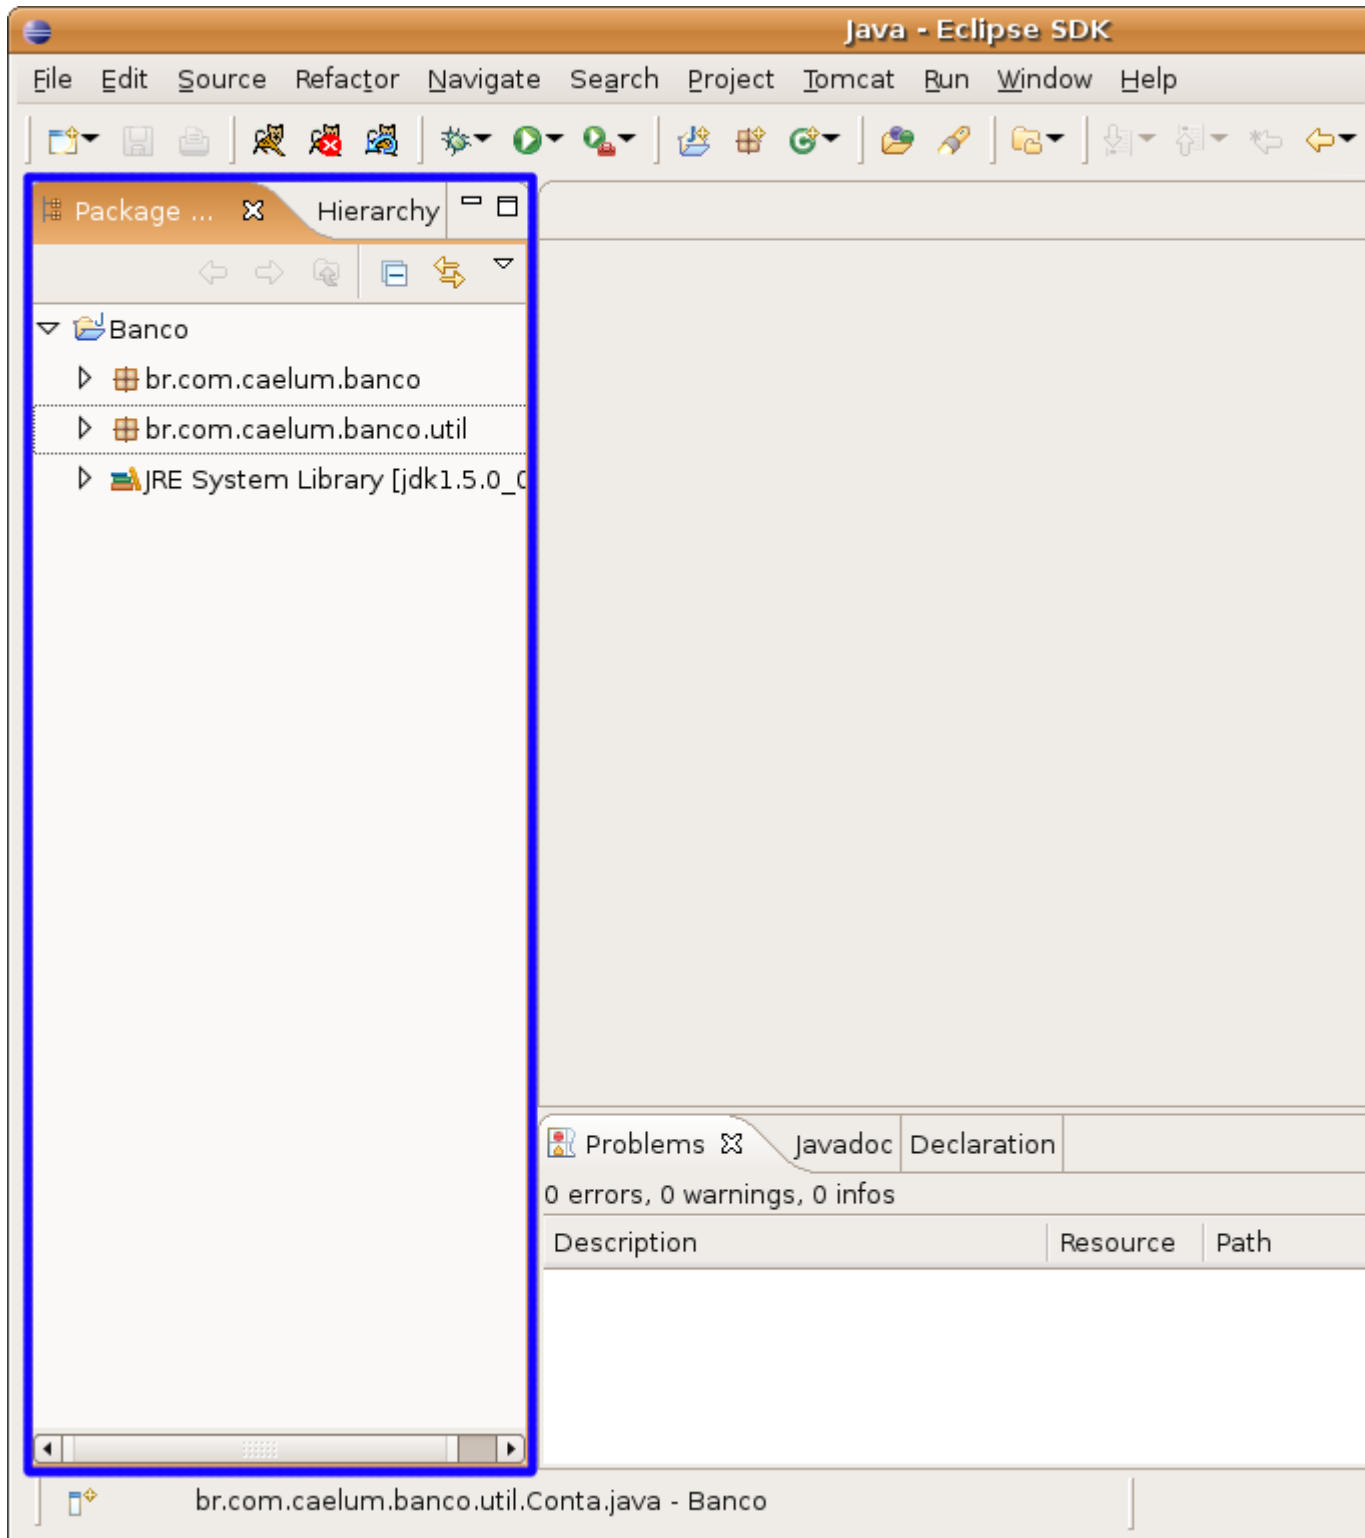 Java - Eclipse SDK
File Edit Source Refactor Navigate Search Project Tomcat Run Window Help
Package ... Hierarchy
Banco
br.com.caelum.banco
br.com.caelum.banco.util
JRE System Library [jdk1.5.0_0
Problems Javadoc Declaration
0 errors, 0 warnings, 0 infos
Description Resource Path
br.com.caelum.banco.util.Conta.java - Banco